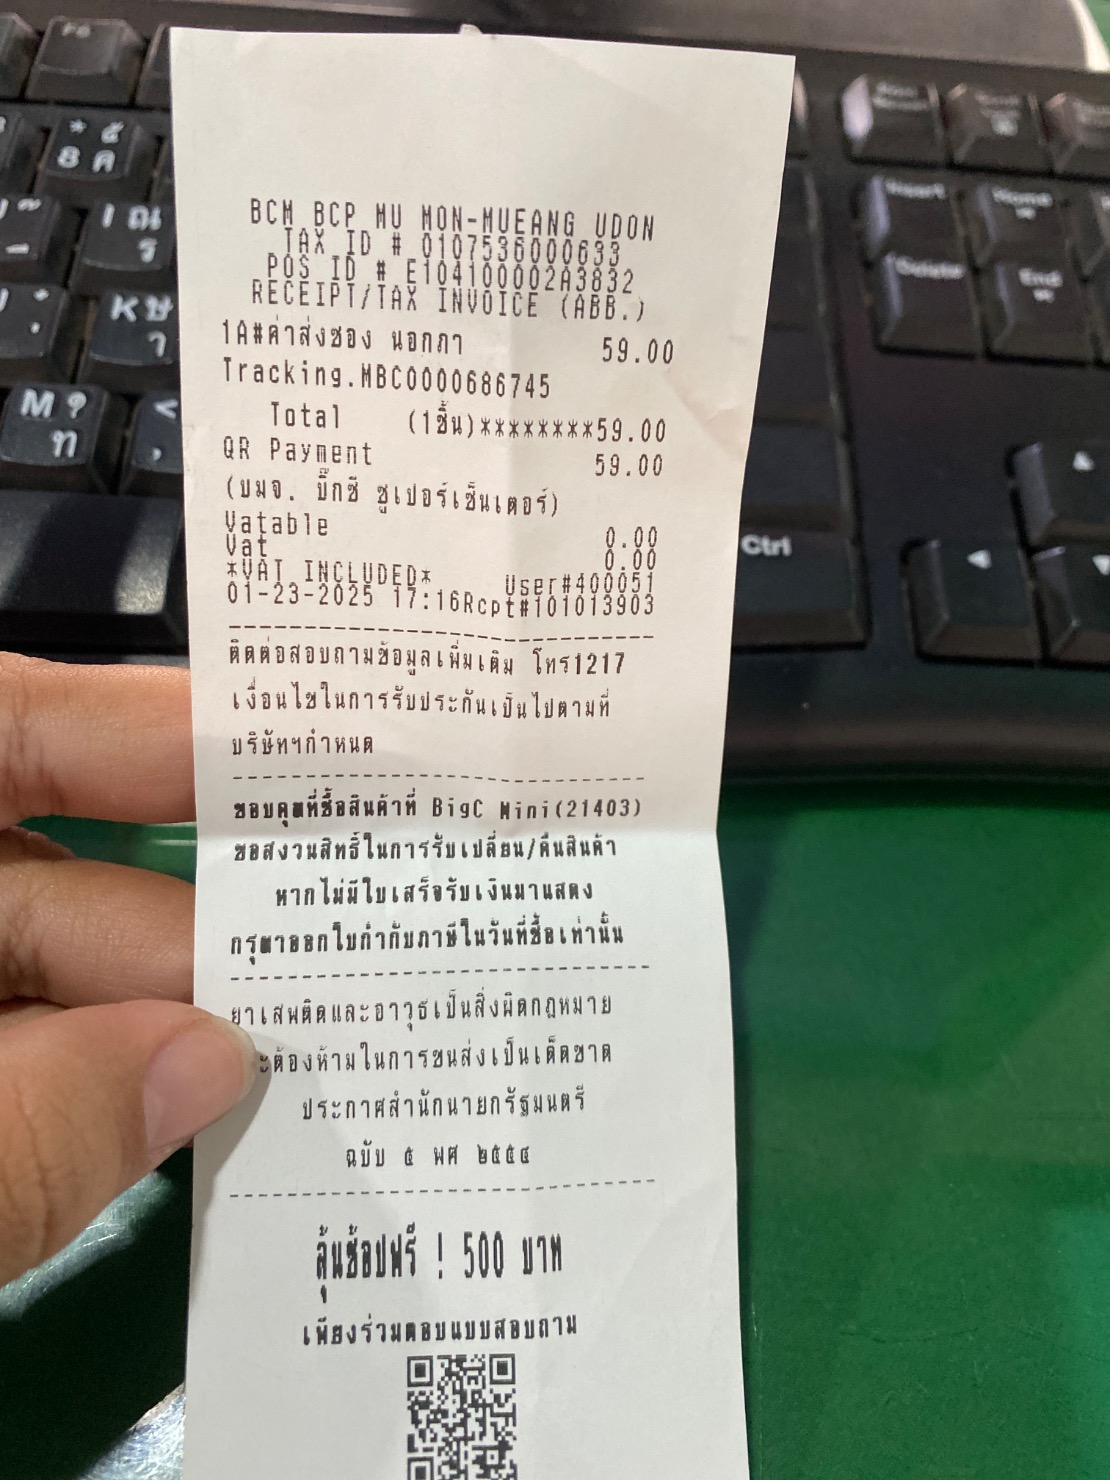 BCM BCP MU MON-MUEANG UDON
TAX ID # 0107536000633
POS ID # E104100002A3832
RECEIPT/TAX INVOICE (ABB.)
1A#ค่าส่งซอง นอกภา 59.00
Tracking.MBC0000686745
Total (1ชิ้น)********59.00
QR Payment 59.00
(บมจ. บิ๊กซี ซูเปอร์เซ็นเตอร์)
Vatable 0.00
Vat 0.00
*VAT INCLUDED* User#400051
01-23-2025 17:16Rcpt#101013903
ติดต่อสอบถามข้อมูลเพิ่มเติม โทร1217
เงื่อนไขในการรับประกันเป็นไปตามที่
บริษัทฯกำหนด
ขอบคุณที่ซื้อสินค้าที่ BigC Mini(21403)
ขอสงวนสิทธิ์ในการรับเปลี่ยน/คืนสินค้า
หากไม่มีใบเสร็จรับเงินมาแสดง
กรุณาออกใบกำกับภาษีในวันที่ซื้อเท่านั้น
ยาเสพติดและอาวุธเป็นสิ่งผิดกฎหมาย
ะต้องห้ามในการขนส่งเป็นเด็ดขาด
ประกาศสำนักนายกรัฐมนตรี
ฉบับ ๕ พศ ๒๕๕๔
ลุ้นช้อปฟรี ! 500 บาท
เพียงร่วมตอบแบบสอบถาม
F6
* ๕
8 ค
M ?
ท
K ษ
า
Insert
Home
Delete
End
Ctrl